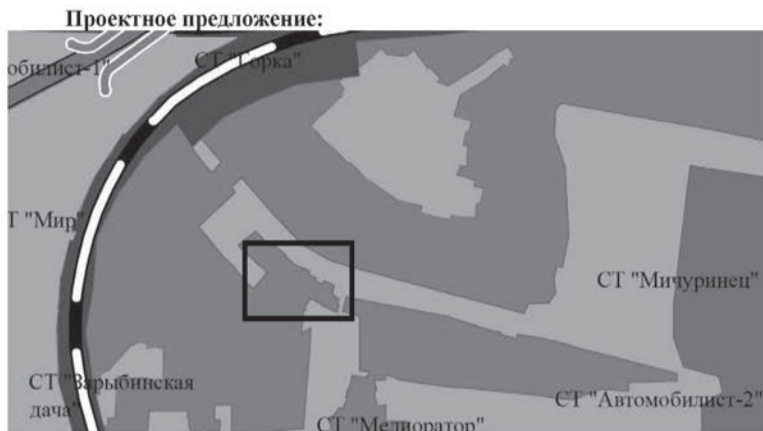 Проектное предложение:
СТ "Горка"
обилист-1"
Т "Мир"
СТ "Мичуринец"
СТ "Зарыбинская
дача"
СТ "Автомобилист-2"
СТ "Мелиоратор"